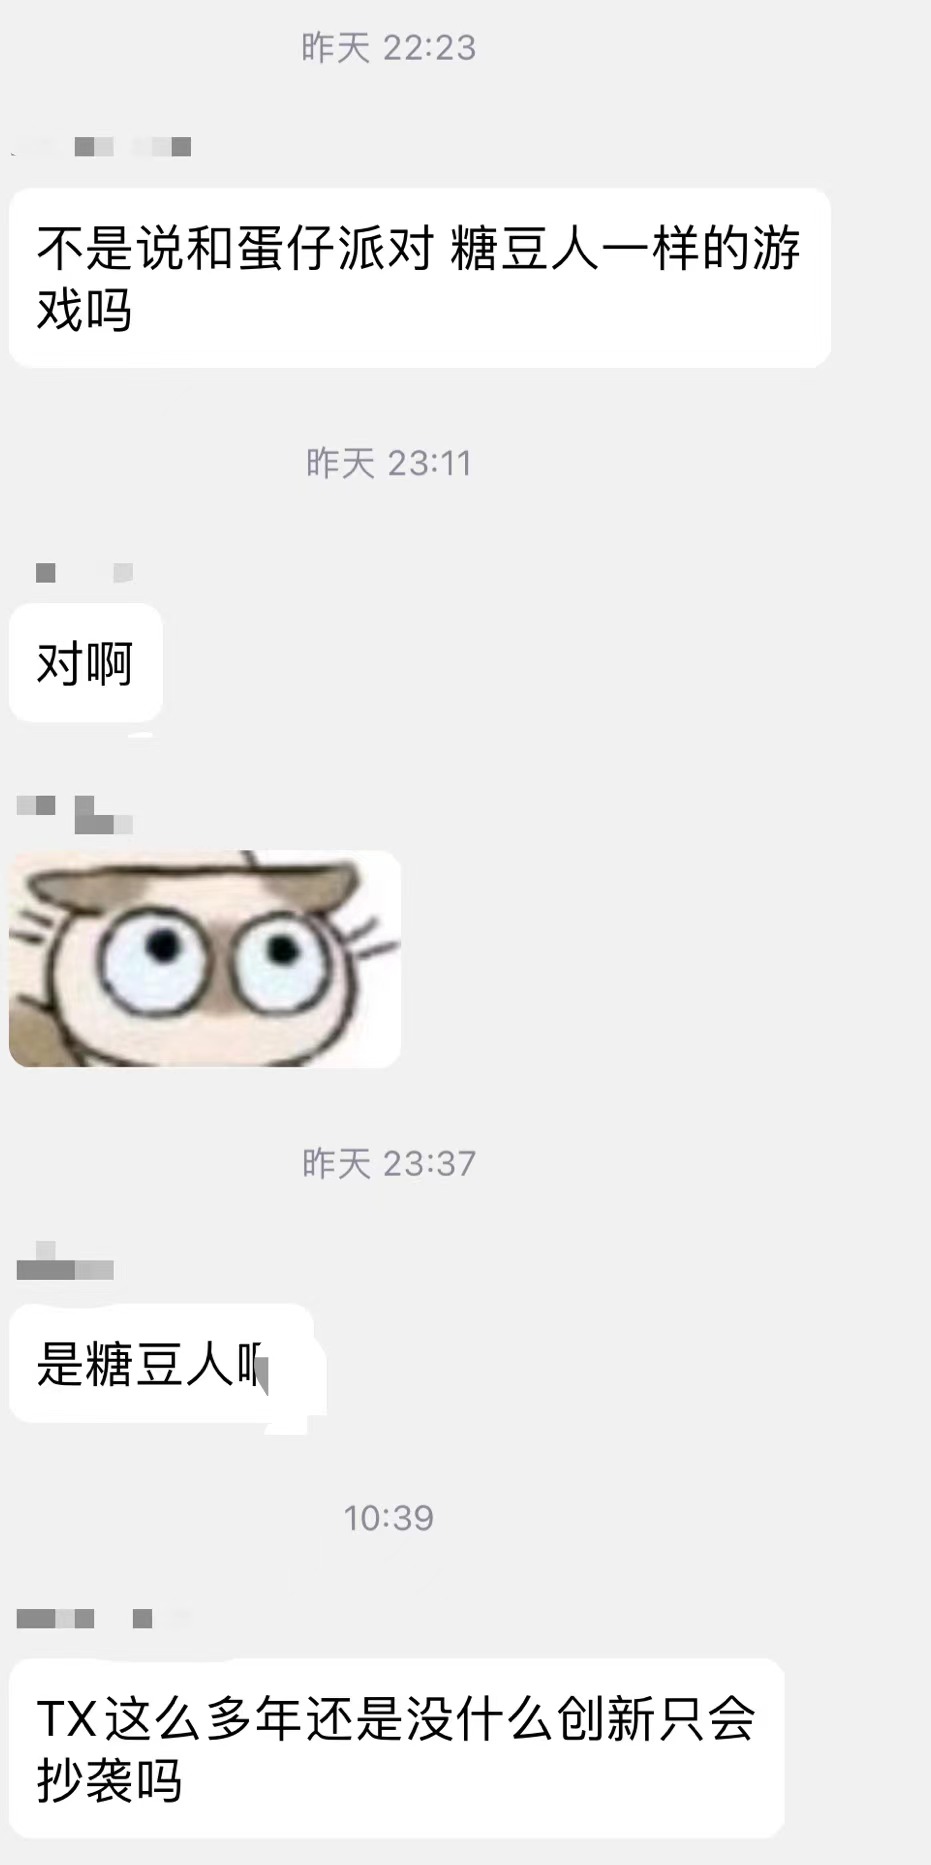 昨天 22:23
不是说和蛋仔派对 糖豆人一样的游
戏吗
昨天 23:11
对啊
昨天 23:37
是糖豆人
10:39
TX这么多年还是没什么创新只会
抄袭吗